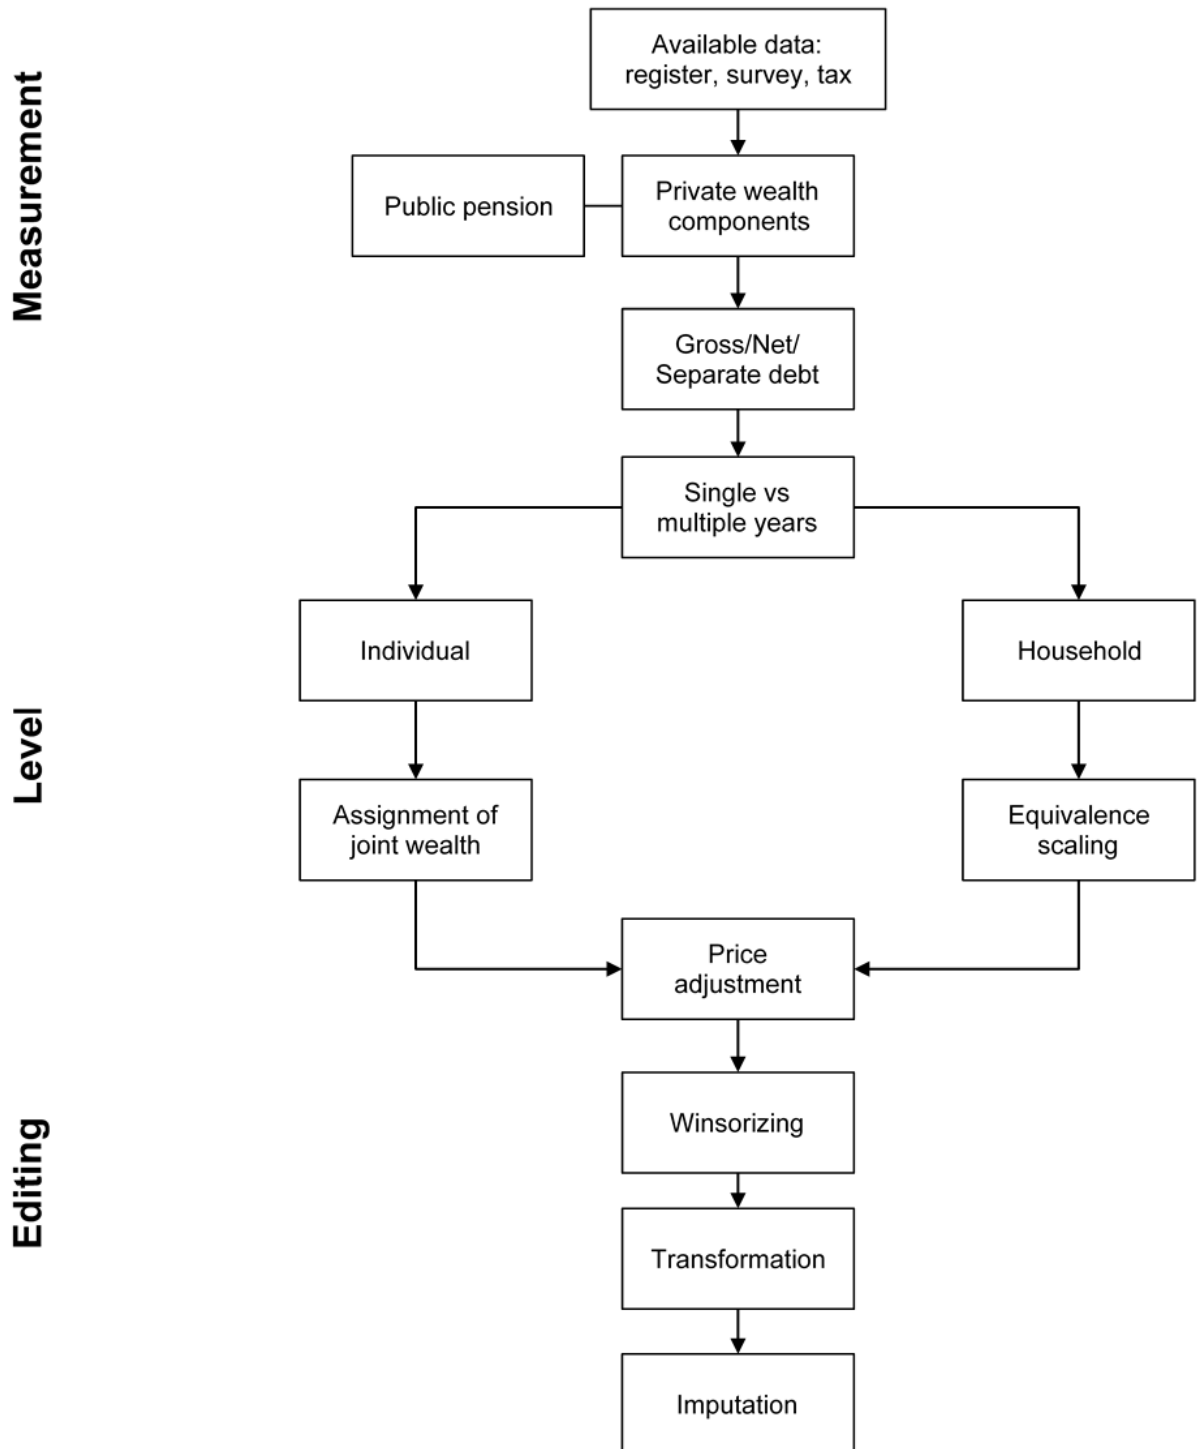 Measurement
Available data:
register, survey, tax
Public pension
Private wealth
components
Gross/Net/
Separate debt
Single vs
multiple years
Level
Individual
Household
Assignment of
joint wealth
Equivalence
scaling
Editing
Price
adjustment
Winsorizing
Transformation
Imputation